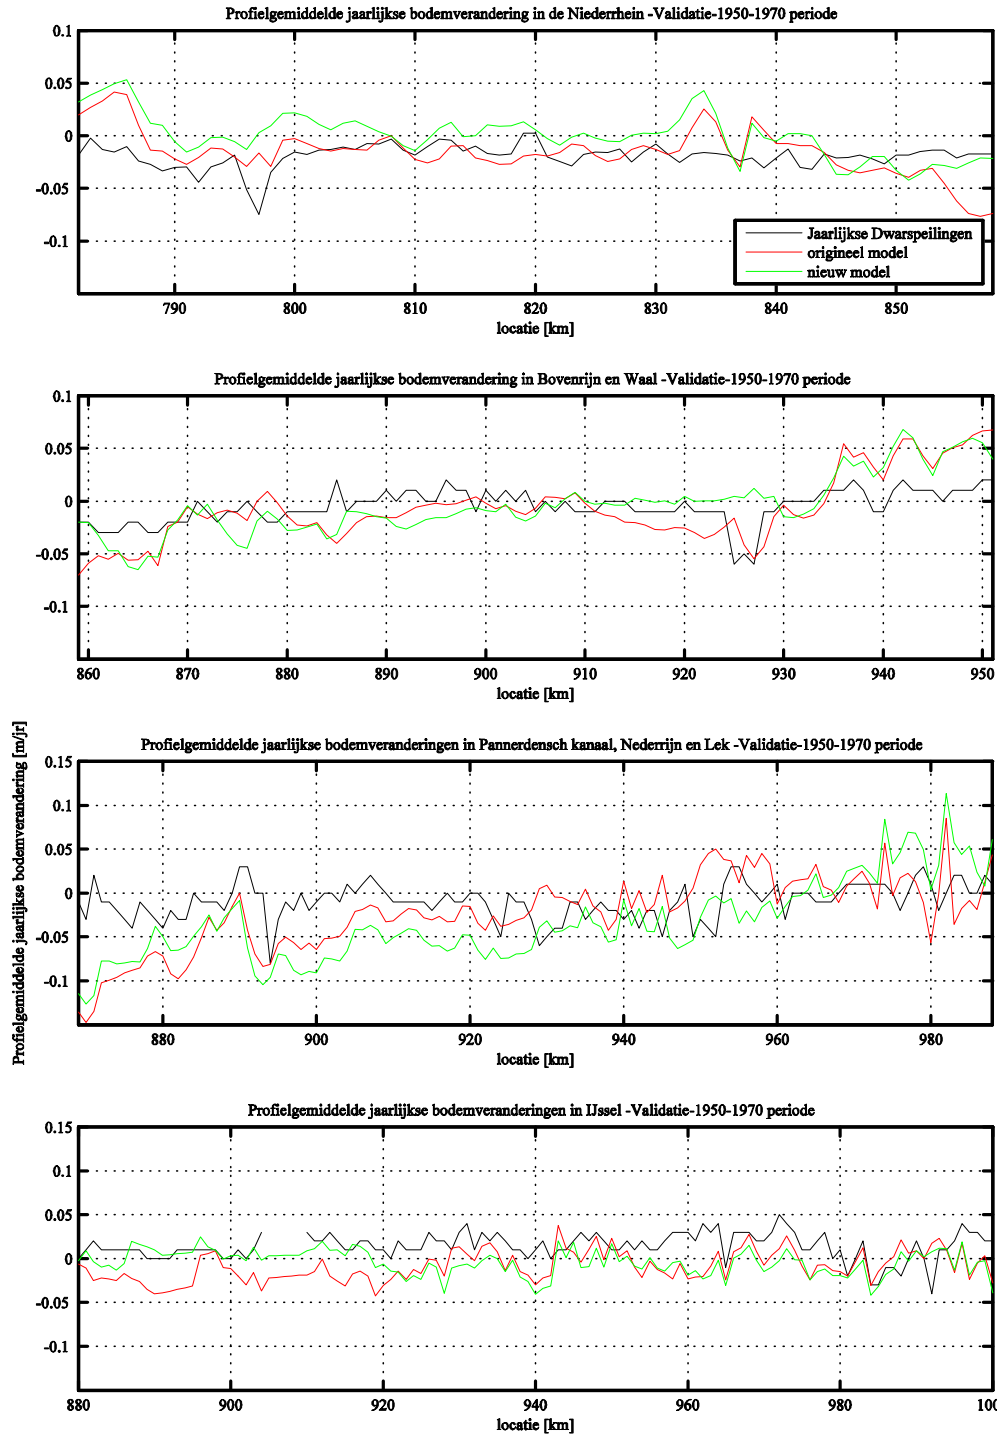 Profielgemiddelde jaarlijkse bodemverandering in de Niederrhein -Validatie-1950-1970 periode
0.1
0.05
0
-0.05
-0.1
Jaarlijkse Dwarspeilingen
origineel model
nieuw model
790 800 810 820 830 840 850
locatie [km]
Profielgemiddelde jaarlijkse bodemverandering in Bovenrijn en Waal -Validatie-1950-1970 periode
0.1
0.05
0
-0.05
-0.1
860 870 880 890 900 910 920 930 940 950
locatie [km]
Profielgemiddelde jaarlijkse bodemverandering [m/jr]
Profielgemiddelde jaarlijkse bodemveranderingen in Pannerdensch kanaal, Nederrijn en Lek -Validatie-1950-1970 periode
0.15
0.1
0.05
0
-0.05
-0.1
880 900 920 940 960 980
locatie [km]
Profielgemiddelde jaarlijkse bodemveranderingen in IJssel -Validatie-1950-1970 periode
0.15
0.1
0.05
0
-0.05
-0.1
880 900 920 940 960 980 100
locatie [km]